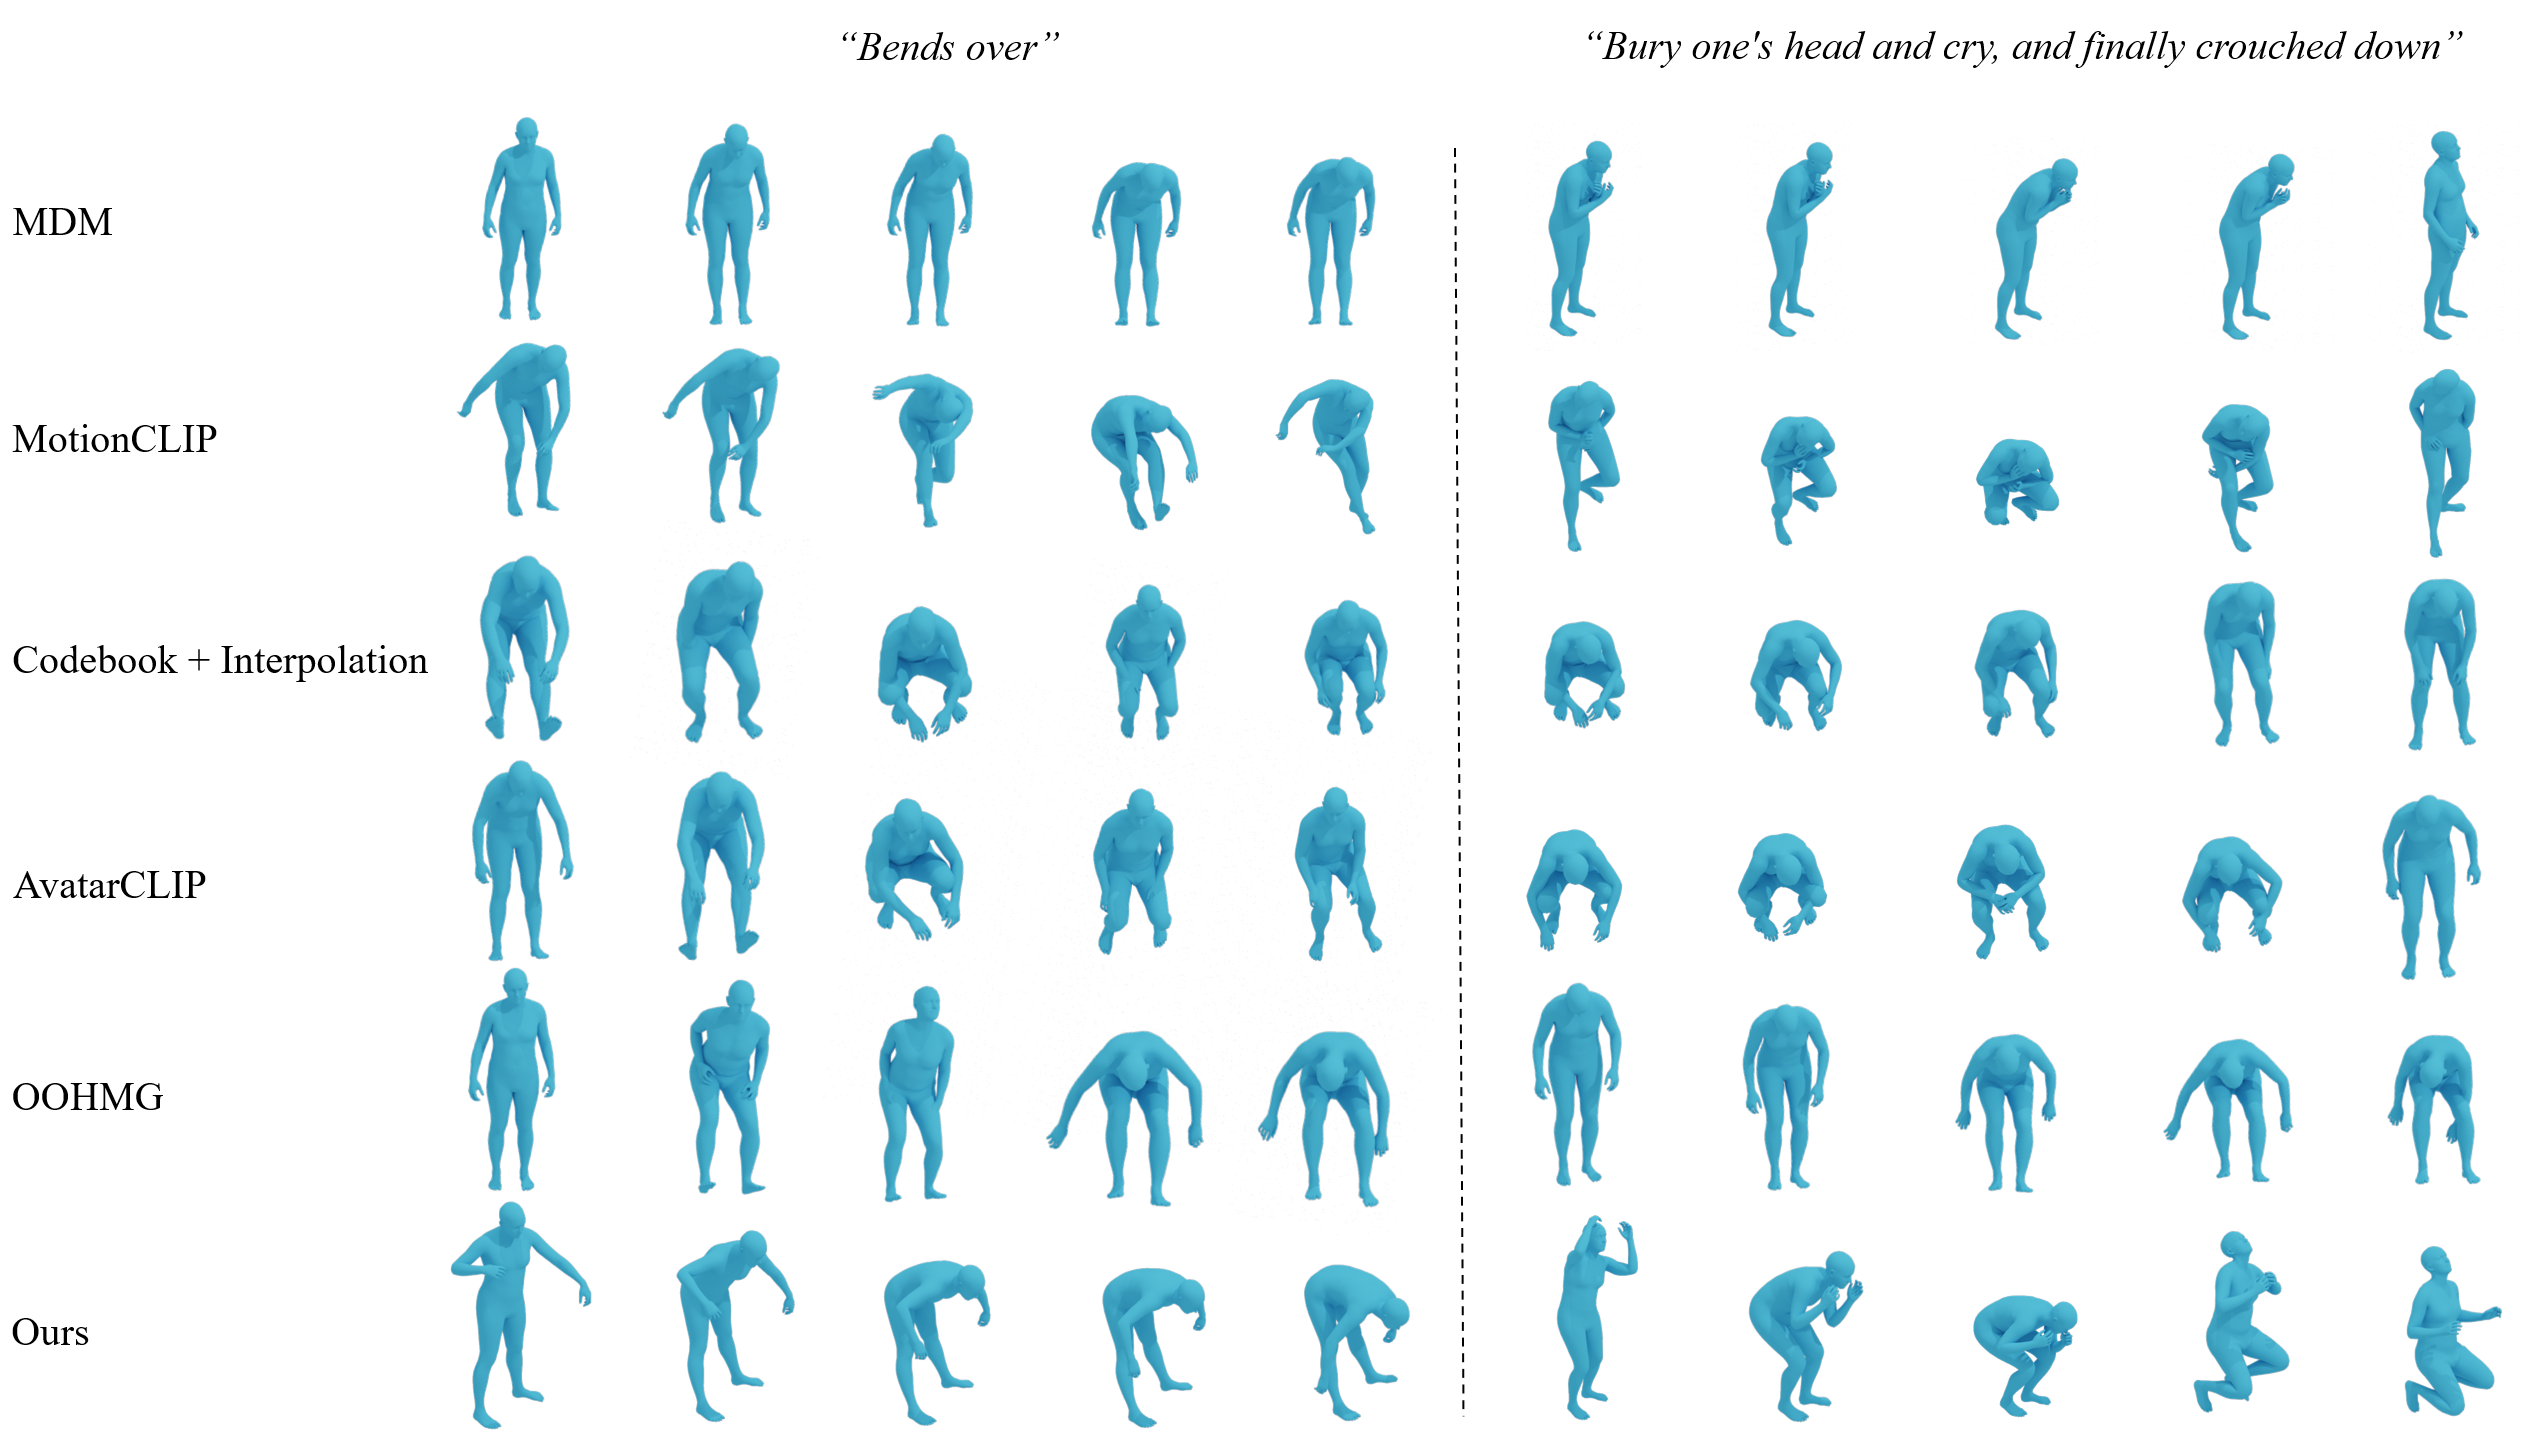 “Bends over”
“Bury one's head and cry, and finally crouched down”
MDM
MotionCLIP
Codebook + Interpolation
AvatarCLIP
OOHMG
Ours